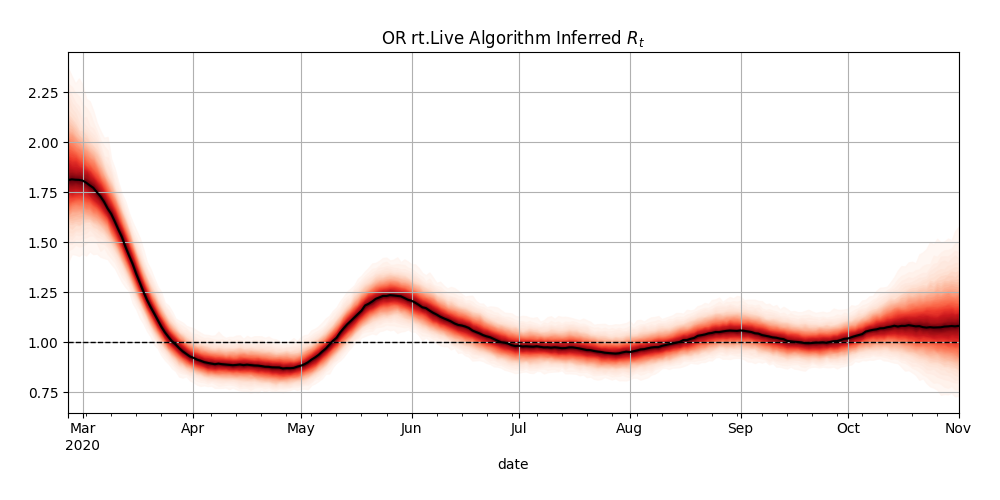 OR rt.Live Algorithm Inferred R_t
2.25
2.00
1.75
1.50
1.25
1.00
0.75
Mar Apr May Jun Jul Aug Sep Oct Nov
2020
date